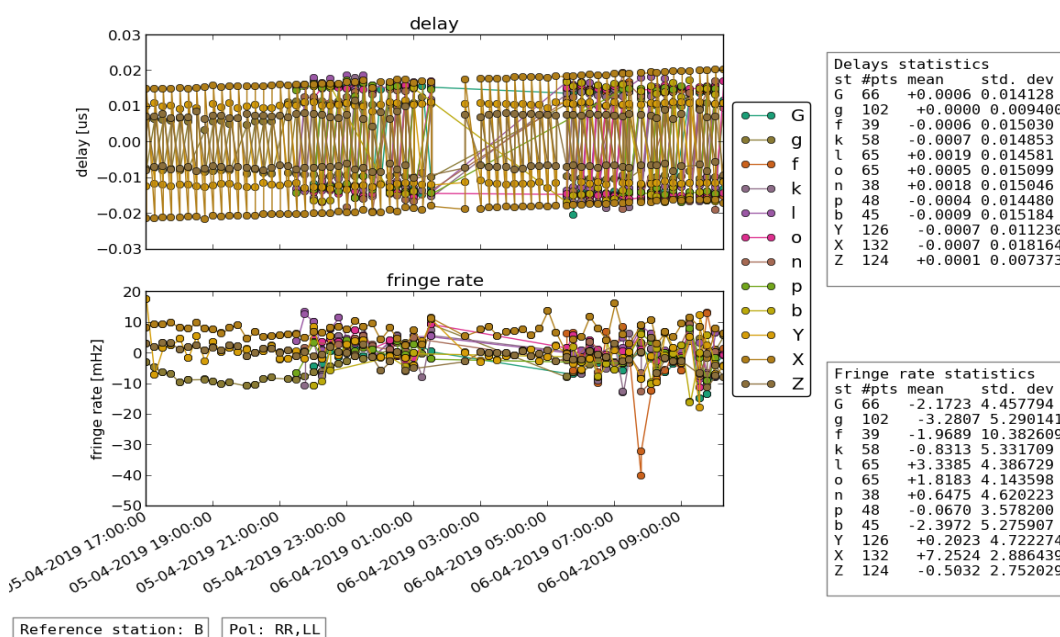 delay
0.03
0.02
0.01
0.00
−0.01
−0.02
−0.03
delay [us]
fringe rate
20
10
0
−10
−20
−30
−40
−50
fringe rate [mHz]
05-04-2019 17:00:00
05-04-2019 19:00:00
05-04-2019 21:00:00
05-04-2019 23:00:00
06-04-2019 01:00:00
06-04-2019 03:00:00
06-04-2019 05:00:00
06-04-2019 07:00:00
06-04-2019 09:00:00
G
g
f
k
l
o
n
p
b
Y
X
Z
Delays statistics
st #pts mean std. dev
G 66 +0.0006 0.014128
g 102 +0.0000 0.009400
f 39 -0.0006 0.015030
k 58 -0.0007 0.014853
l 65 +0.0019 0.014581
o 65 +0.0005 0.015099
n 38 +0.0018 0.015046
p 48 -0.0004 0.014480
b 45 -0.0009 0.015184
Y 126 -0.0007 0.011230
X 132 -0.0007 0.018164
Z 124 +0.0001 0.007373
Fringe rate statistics
st #pts mean std. dev
G 66 -2.1723 4.457794
g 102 -3.2807 5.290141
f 39 -1.9689 10.382609
k 58 -0.8313 5.331709
l 65 +3.3385 4.386729
o 65 +1.8183 4.143598
n 38 +0.6475 4.620223
p 48 -0.0670 3.578200
b 45 -2.3972 5.275907
Y 126 +0.2023 4.722274
X 132 +7.2524 2.886439
Z 124 -0.5032 2.752029
Reference station: B
Pol: RR,LL